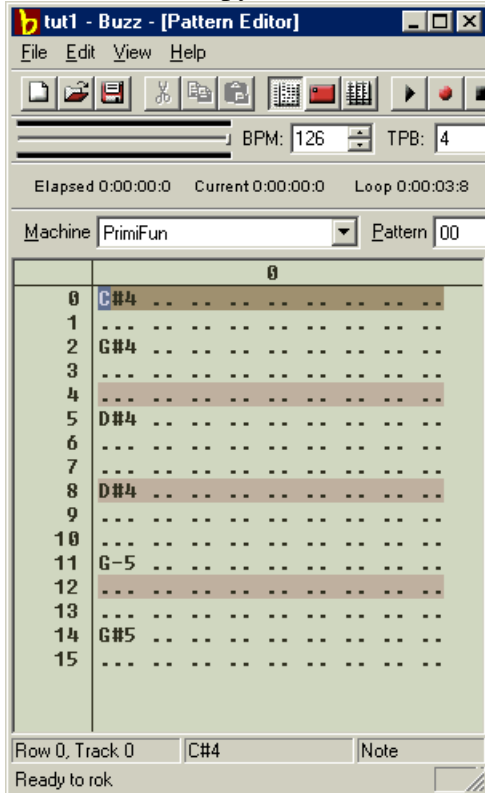 tut1 - Buzz - [Pattern Editor]
File Edit View Help
BPM: 126 TPB: 4
Elapsed 0:00:00:0 Current 0:00:00:0 Loop 0:00:03:8
Machine PrimiFun Pattern 00
0
0 C#4 .. .. .. .. .. .. .. ..
1 ... .. .. .. .. .. .. .. ..
2 G#4 .. .. .. .. .. .. .. ..
3 ... .. .. .. .. .. .. .. ..
4 ... .. .. .. .. .. .. .. ..
5 D#4 .. .. .. .. .. .. .. ..
6 ... .. .. .. .. .. .. .. ..
7 ... .. .. .. .. .. .. .. ..
8 D#4 .. .. .. .. .. .. .. ..
9 ... .. .. .. .. .. .. .. ..
10 ... .. .. .. .. .. .. .. ..
11 G-5 .. .. .. .. .. .. .. ..
12 ... .. .. .. .. .. .. .. ..
13 ... .. .. .. .. .. .. .. ..
14 G#5 .. .. .. .. .. .. .. ..
15 ... .. .. .. .. .. .. .. ..
Row 0, Track 0 C#4 Note
Ready to rok